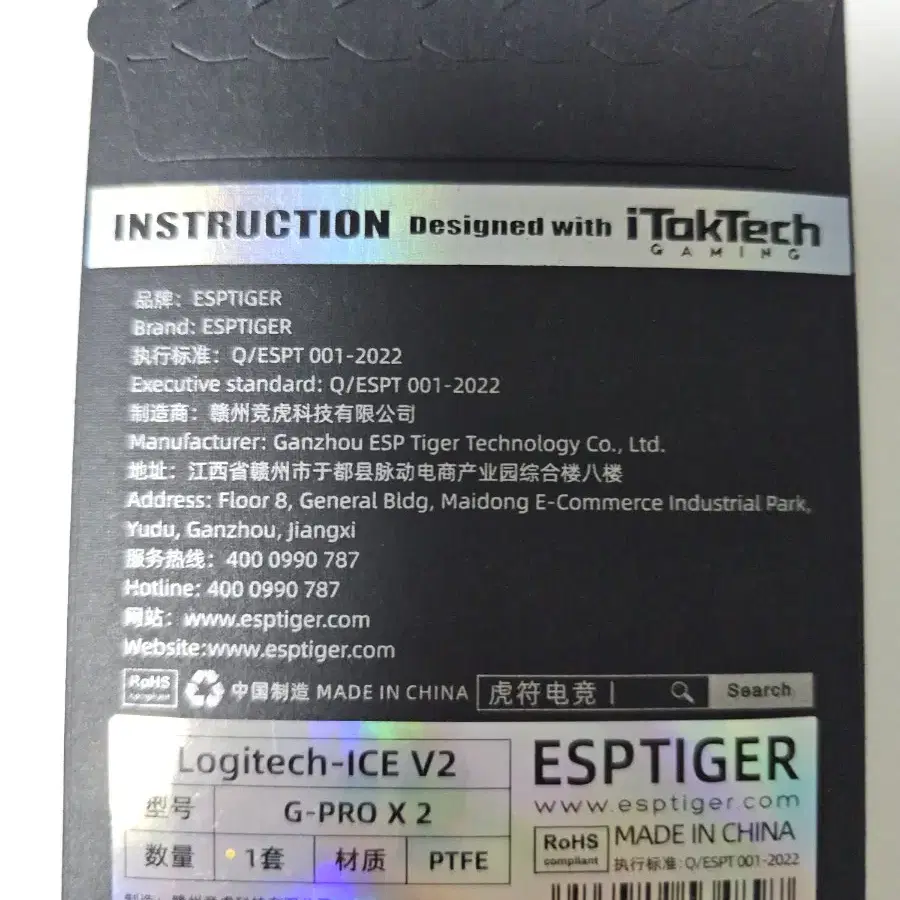 INSTRUCTION Designed with iTakTech
GAMING
品牌：ESPTIGER
Brand: ESPTIGER
执行标准：Q/ESPT 001-2022
Executive standard: Q/ESPT 001-2022
制造商：赣州竞虎科技有限公司
Manufacturer: Ganzhou ESP Tiger Technology Co., Ltd.
地址：江西省赣州市于都县脉动电商产业园综合楼八楼
Address: Floor 8, General Bldg, Maidong E-Commerce Industrial Park,
Yudu, Ganzhou, Jiangxi
服务热线：400 0990 787
Hotline: 400 0990 787
网站：www.esptiger.com
Website:www.esptiger.com
RoHS
中国制造 MADE IN CHINA 虎符电竞 Search
Logitech-ICE V2
型号 G-PRO X 2
数量 1套 材质 PTFE
ESPTIGER
www.esptiger.com
RoHS
compliant
MADE IN CHINA
执行标准：Q/ESPT 001-2022